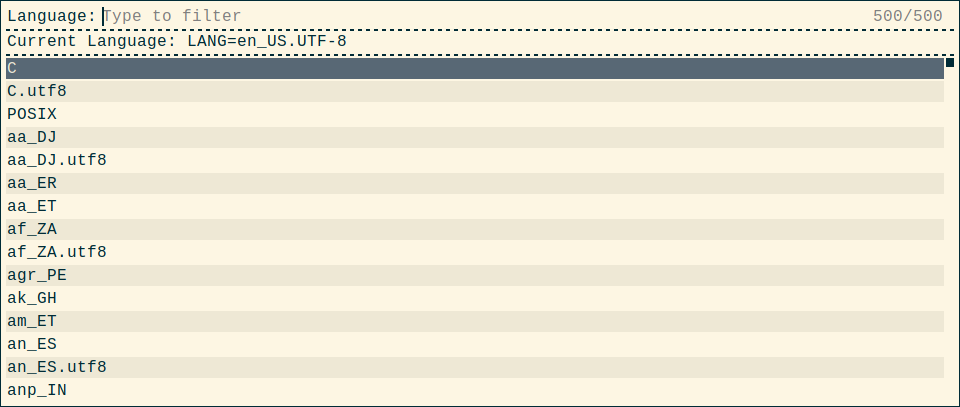 Language: Type to filter 500/500
Current Language: LANG=en_US.UTF-8
C
C.utf8
POSIX
aa_DJ
aa_DJ.utf8
aa_ER
aa_ET
af_ZA
af_ZA.utf8
agr_PE
ak_GH
am_ET
an_ES
an_ES.utf8
anp_IN